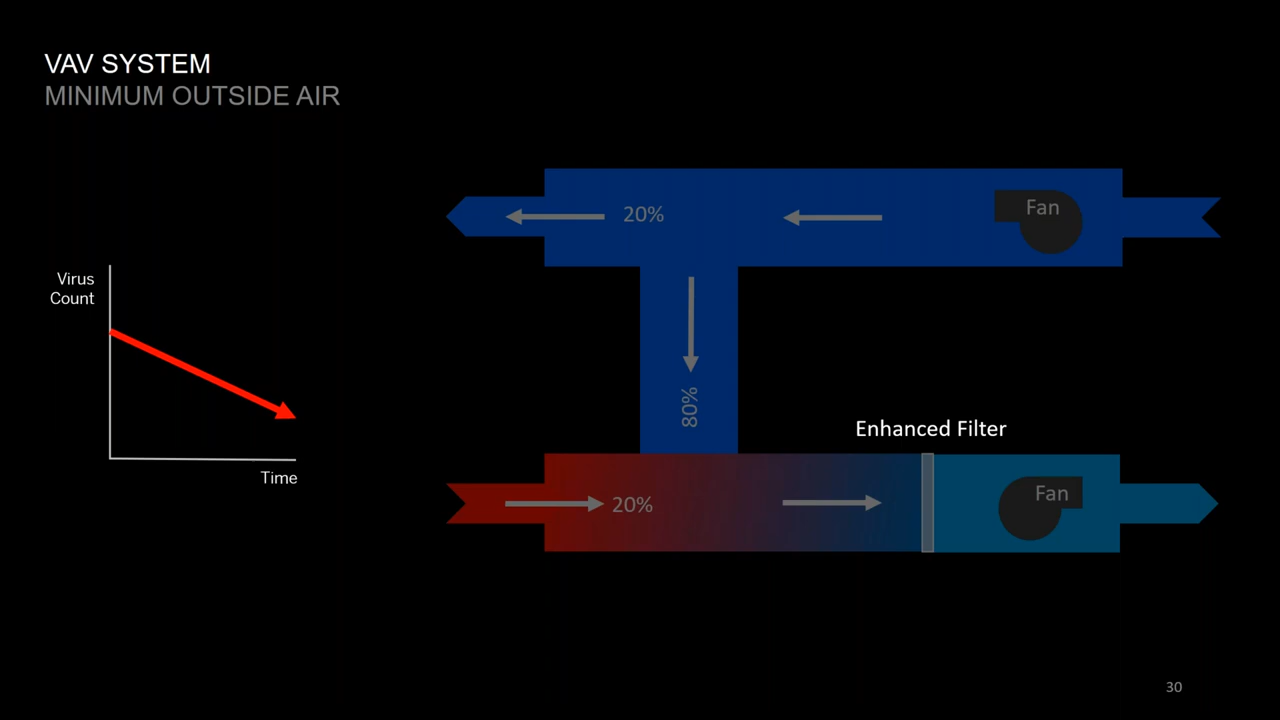 VAV SYSTEM
MINIMUM OUTSIDE AIR
20%
Fan
Virus
Count
80%
Enhanced Filter
Time
20%
Fan
30